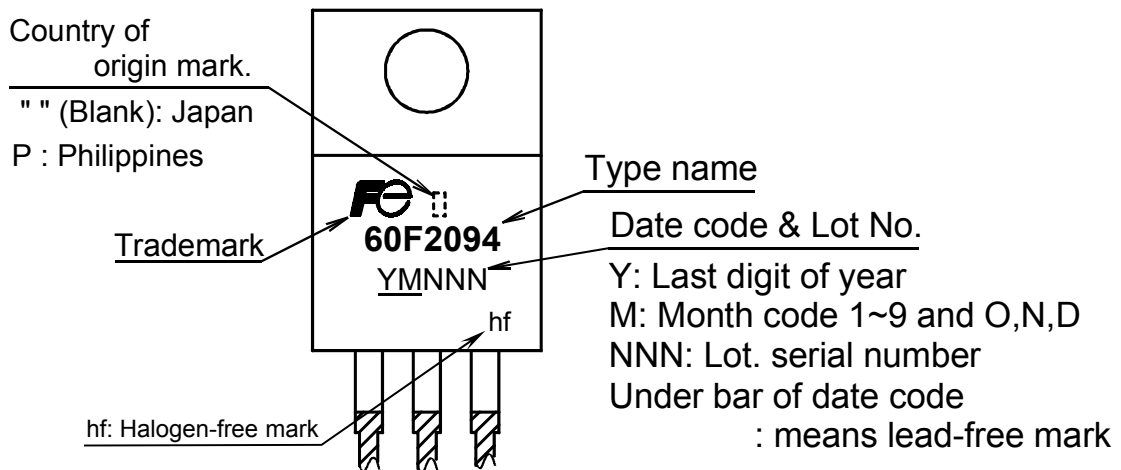 Country of
origin mark.
" " (Blank): Japan
P : Philippines
Trademark
Fe
60F2094
YMNNN
hf
hf: Halogen-free mark
Type name
Date code & Lot No.
Y: Last digit of year
M: Month code 1~9 and O,N,D
NNN: Lot. serial number
Under bar of date code
: means lead-free mark